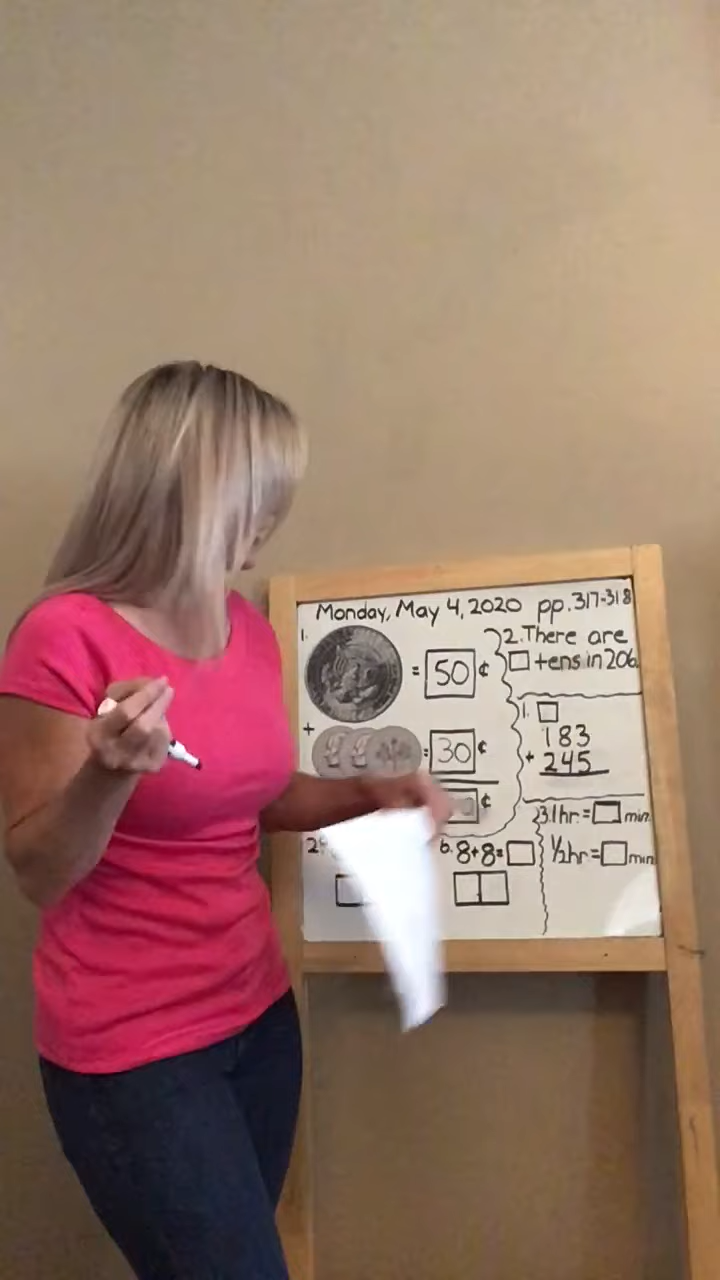 Monday, May 4, 2020 pp. 317-318
1.
= 50 ¢
+
= 30 ¢
¢
2. There are
tens in 206.
1.
183
+ 245
23. 1 hr. = min.
½ hr = min
6. 8+8=